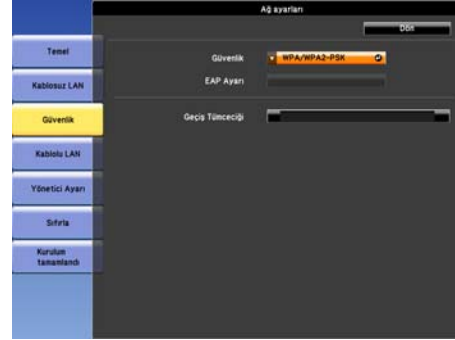 Ağ ayarları
Dön
Temel
Kablosuz LAN
Güvenlik
Kablolu LAN
Yönetici Ayarı
Sıfırla
Kurulum
tamamlandı
Güvenlik
WPA/WPA2-PSK
EAP Ayarı
Geçiş Tümceciği